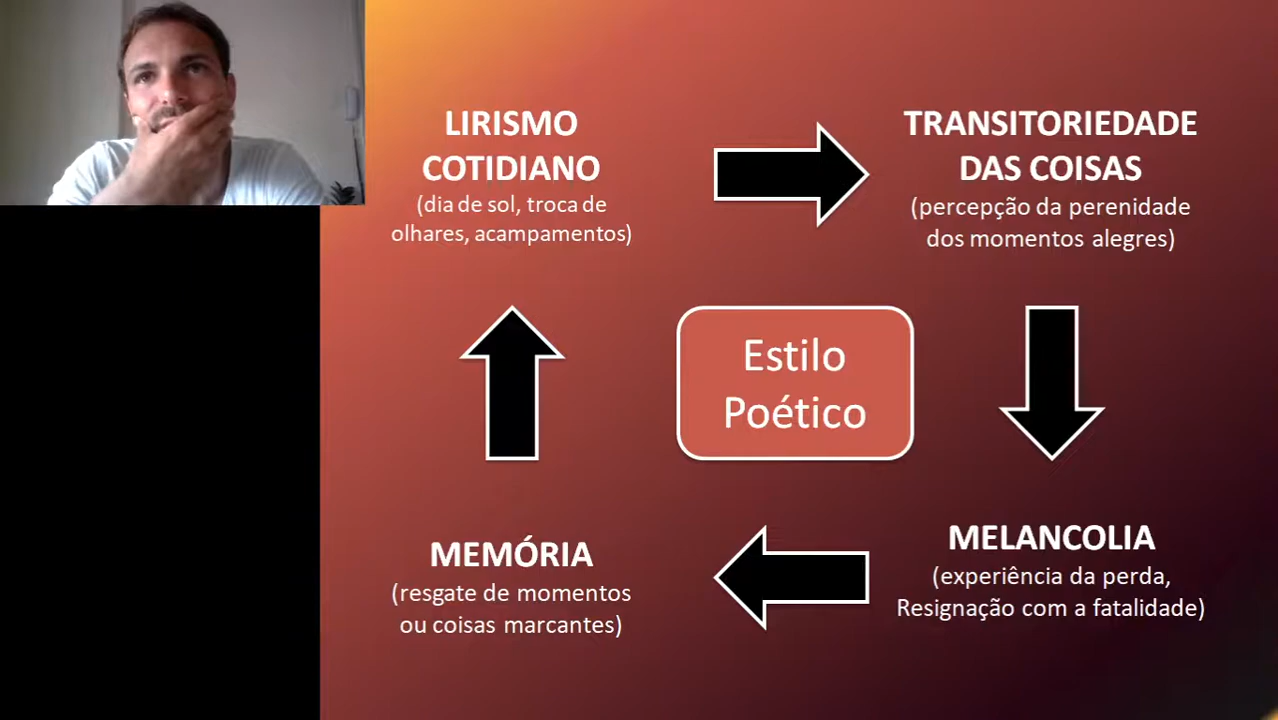 LIRISMO
COTIDIANO
(dia de sol, troca de
olhares, acampamentos)
TRANSITORIEDADE
DAS COISAS
(percepção da perenidade
dos momentos alegres)
Estilo
Poético
MEMÓRIA
(resgate de momentos
ou coisas marcantes)
MELANCOLIA
(experiência da perda,
Resignação com a fatalidade)